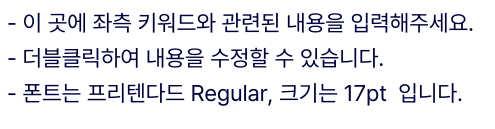 - 이 곳에 좌측 키워드와 관련된 내용을 입력해주세요.
- 더블클릭하여 내용을 수정할 수 있습니다.
- 폰트는 프리텐다드 Regular, 크기는 17pt  입니다.